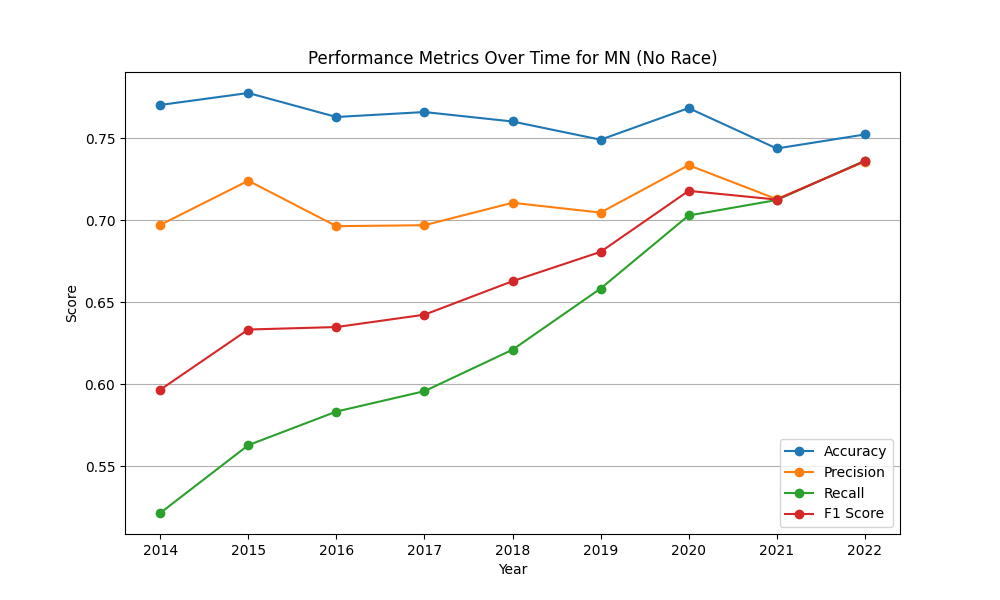 Performance Metrics Over Time for MN (No Race)
Score
0.75
0.70
0.65
0.60
0.55
Accuracy
Precision
Recall
F1 Score
2014 2015 2016 2017 2018 2019 2020 2021 2022
Year